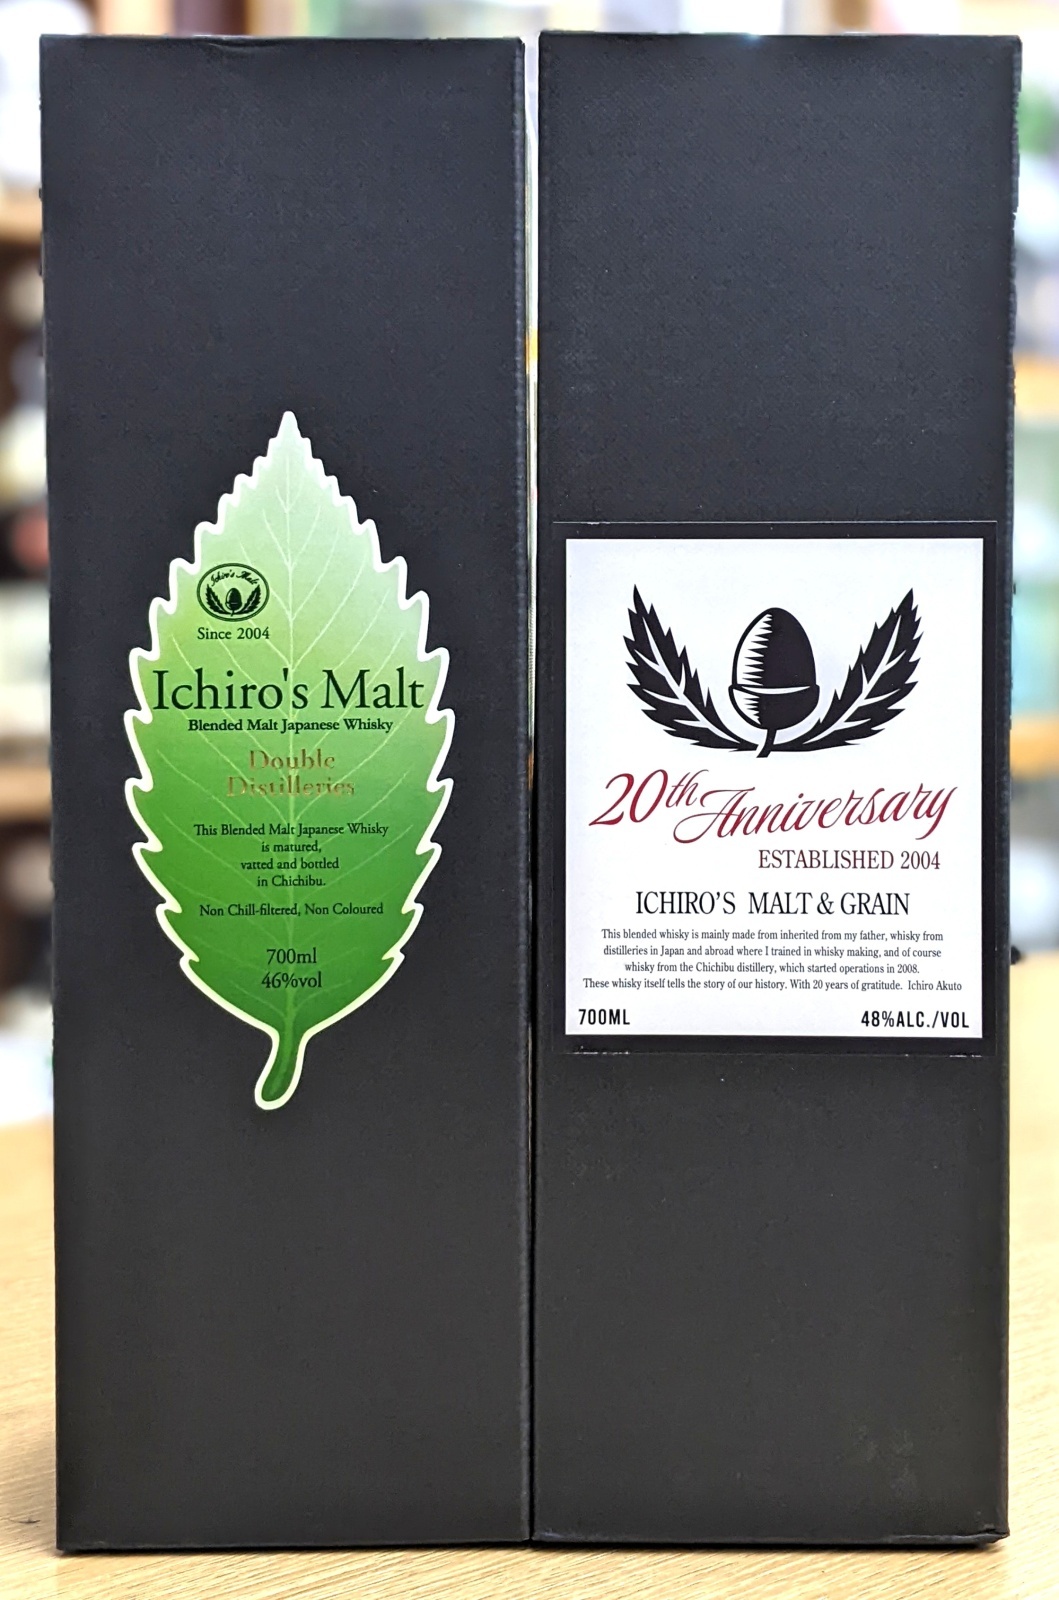 Ichiro's Malt
Since 2004
Ichiro's Malt
Blended Malt Japanese Whisky
Double
Distilleries
This Blended Malt Japanese Whisky
is matured,
vatted and bottled
in Chichibu.
Non Chill-filtered, Non Coloured
700ml
46%vol
20th Anniversary
ESTABLISHED 2004
ICHIRO'S MALT & GRAIN
This blended whisky is mainly made from inherited from my father, whisky from
distilleries in Japan and abroad where I trained in whisky making, and of course
whisky from the Chichibu distillery, which started operations in 2008.
These whisky itself tells the story of our history. With 20 years of gratitude. Ichiro Akuto
700ML 48%ALC./VOL